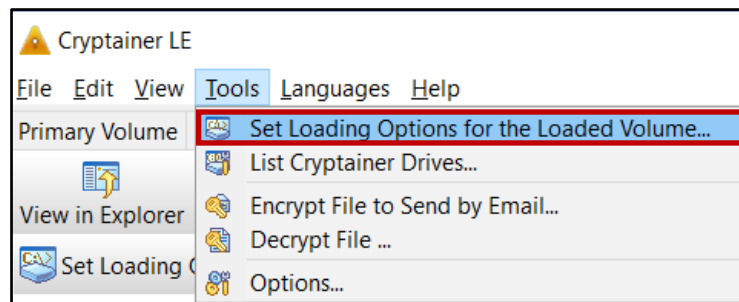 Cryptainer LE
File Edit View Tools Languages Help
Primary Volume
Set Loading Options for the Loaded Volume...
List Cryptainer Drives...
View in Explorer
Encrypt File to Send by Email...
Decrypt File ...
Set Loading
Options...